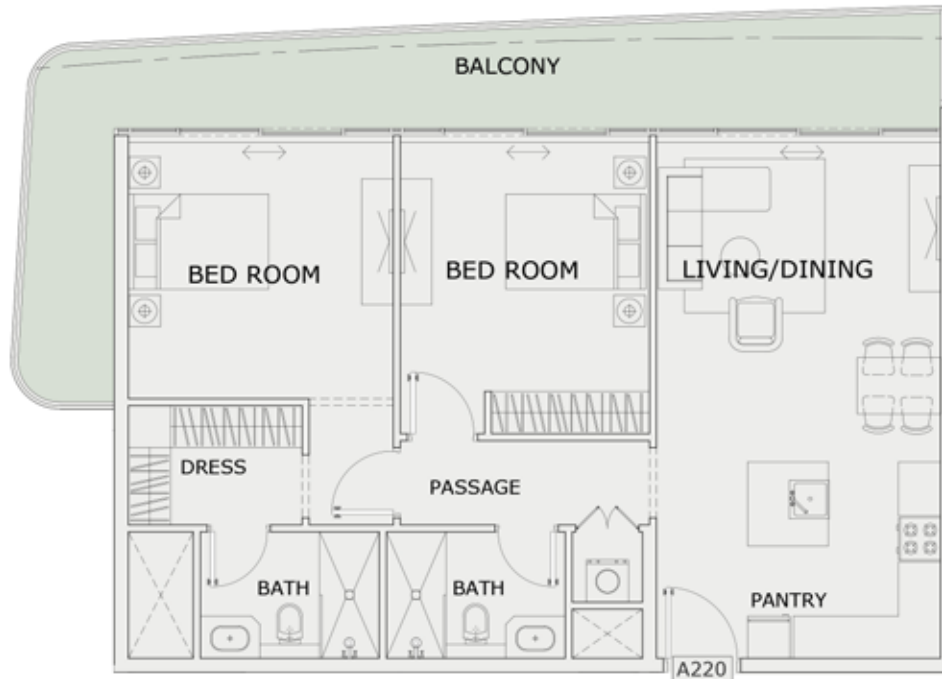 BALCONY
BED ROOM
BED ROOM
LIVING/DINING
DRESS
PASSAGE
BATH
BATH
PANTRY
A220